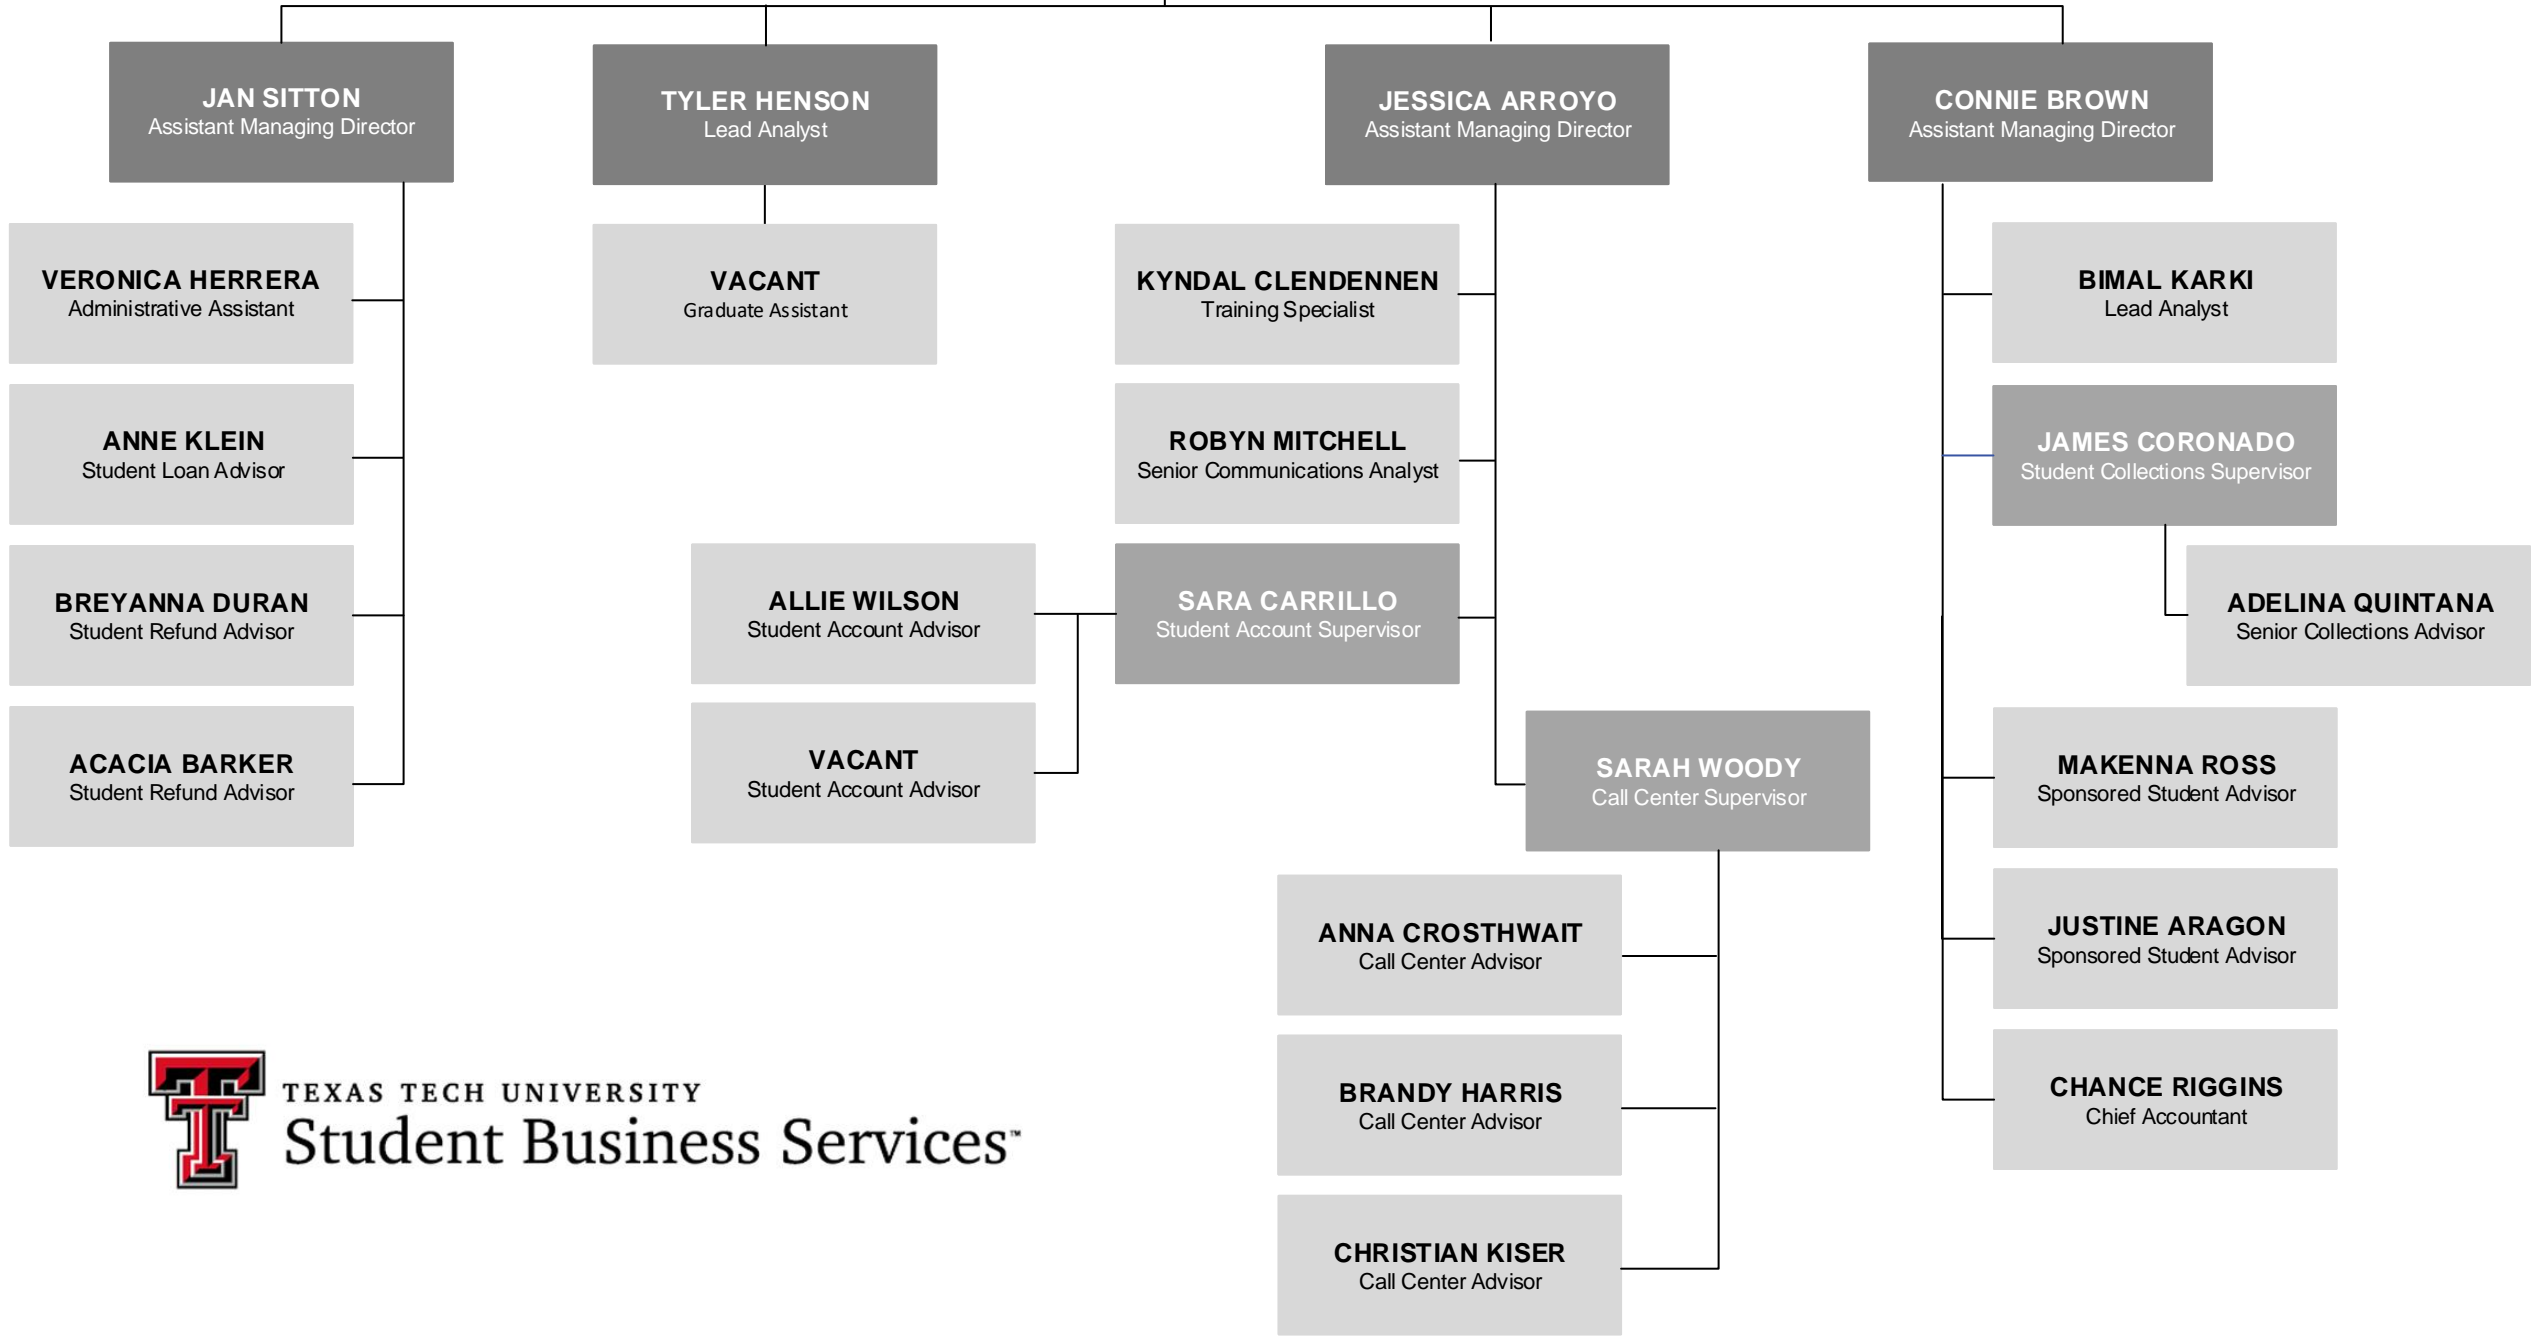 JAN SITTON
Assistant Managing Director
TYLER HENSON
Lead Analyst
JESSICA ARROYO
Assistant Managing Director
CONNIE BROWN
Assistant Managing Director
VERONICA HERRERA
Administrative Assistant
ANNE KLEIN
Student Loan Advisor
BREYANNA DURAN
Student Refund Advisor
ACACIA BARKER
Student Refund Advisor
VACANT
Graduate Assistant
KYNDAL CLENDENNEN
Training Specialist
ROBYN MITCHELL
Senior Communications Analyst
SARA CARRILLO
Student Account Supervisor
ALLIE WILSON
Student Account Advisor
VACANT
Student Account Advisor
SARAH WOODY
Call Center Supervisor
ANNA CROSTHWAIT
Call Center Advisor
BRANDY HARRIS
Call Center Advisor
CHRISTIAN KISER
Call Center Advisor
BIMAL KARKI
Lead Analyst
JAMES CORONADO
Student Collections Supervisor
ADELINA QUINTANA
Senior Collections Advisor
MAKENNA ROSS
Sponsored Student Advisor
JUSTINE ARAGON
Sponsored Student Advisor
CHANCE RIGGINS
Chief Accountant
TEXAS TECH UNIVERSITY
Student Business Services™